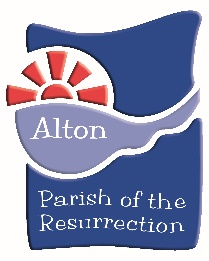 Alton
Parish of the
Resurrection